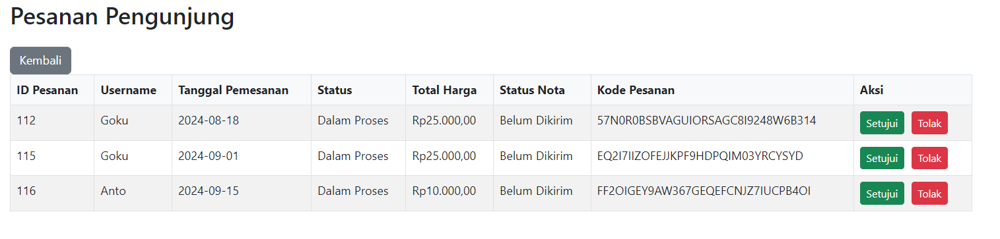 Pesanan Pengunjung
Kembali
ID Pesanan Username Tanggal Pemesanan Status Total Harga Status Nota Kode Pesanan Aksi
112 Goku 2024-08-18 Dalam Proses Rp25.000,00 Belum Dikirim 57N0R0BSBVAGUIORSAGC8I9248W6B314 Setujui Tolak
115 Goku 2024-09-01 Dalam Proses Rp25.000,00 Belum Dikirim EQ2I7IIZOFEJJKPF9HDPQIM03YRCYSYD Setujui Tolak
116 Anto 2024-09-15 Dalam Proses Rp10.000,00 Belum Dikirim FF2OIGEY9AW367GEQEFCNJZ7IUCPB4OI Setujui Tolak